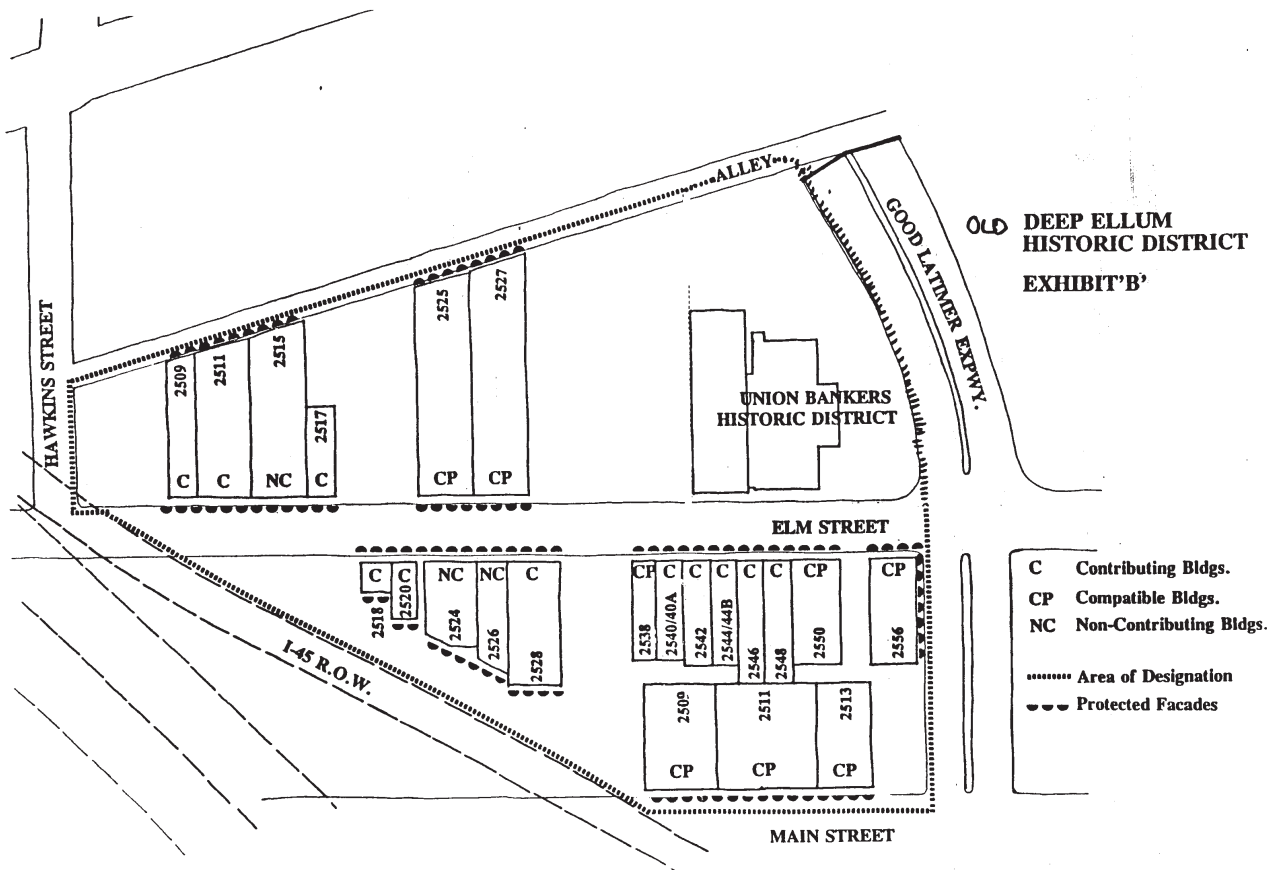 ALLEY
GOOD LATIMER EXPWY.
OLD DEEP ELLUM
HISTORIC DISTRICT
EXHIBIT'B'
HAWKINS STREET
2509
2511
2515
2517
2525
2527
C
C
NC
C
CP
CP
UNION BANKERS
HISTORIC DISTRICT
ELM STREET
C
C
NC
NC
C
2518
2520
2524
2526
2528
CP
C
C
C
C
C
CP
CP
2538
2540/40A
2542
2544/44B
2546
2548
2550
2556
I-45 R.O.W.
2509
2511
2513
CP
CP
CP
MAIN STREET
C Contributing Bldgs.
CP Compatible Bldgs.
NC Non-Contributing Bldgs.
Area of Designation
Protected Facades